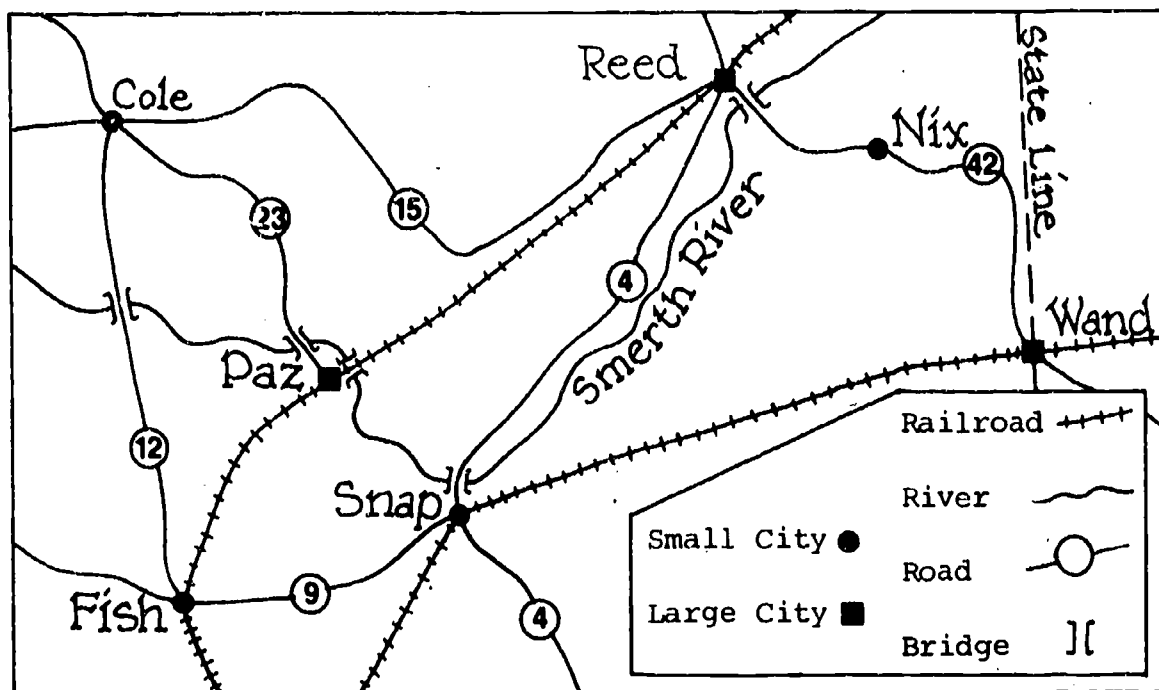 Reed
Cole
Nix
State Line
42
23
15
4
Smerth River
Wand
Paz
12
Snap
Fish
9
4
Railroad
River
Small City
Road
Large City
Bridge